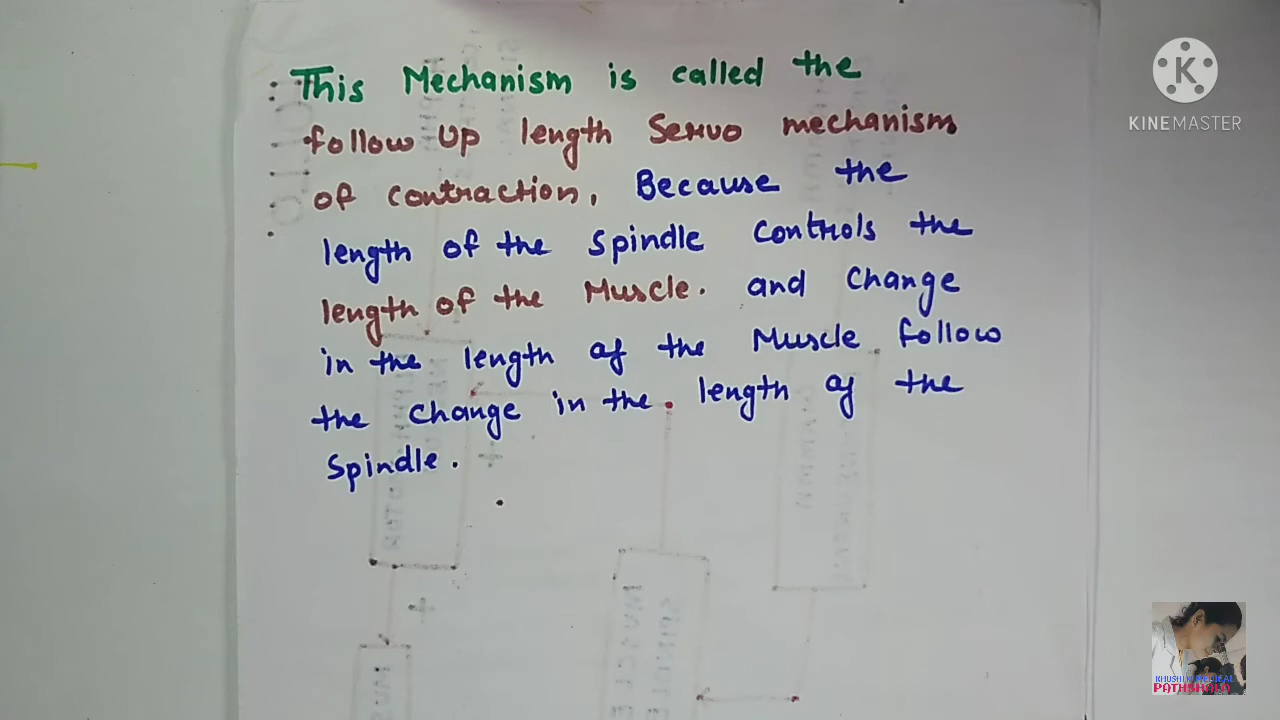 This Mechanism is called the
follow Up length Servo mechanism
of contraction, Because the
length of the spindle controls the
length of the Muscle. and change
in the length of the Muscle follow
the change in the length of the
spindle.
KINEMASTER
PATHSHALA